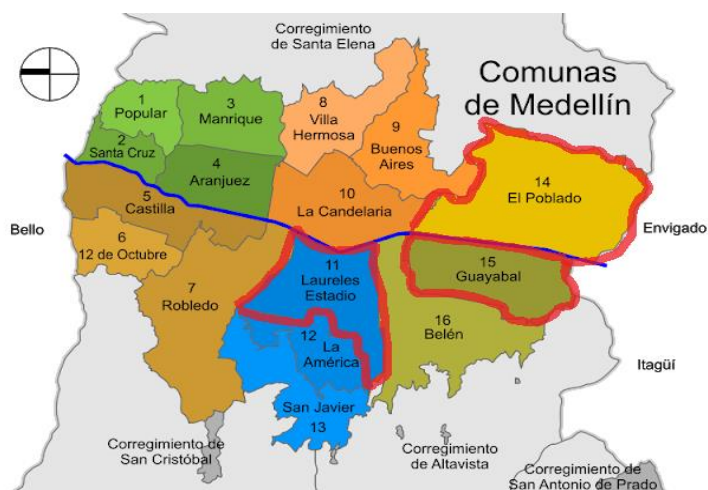 Corregimiento
de Santa Elena
Comunas
de Medellín
1
Popular
3
Manrique
8
Villa
Hermosa
9
Buenos
Aires
2
Santa Cruz
4
Aranjuez
14
El Poblado
5
Castilla
10
La Candelaria
Bello
Envigado
6
12 de Octubre
7
Robledo
11
Laureles
Estadio
15
Guayabal
16
Belén
12
La
América
Itagüí
San Javier
13
Corregimiento de
San Cristóbal
Corregimiento
de Altavista
Corregimiento de
San Antonio de Prado